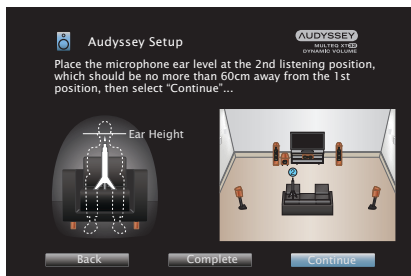 Audyssey Setup
AUDYSSEY
MULTEQ XT32
DYNAMIC VOLUME
Place the microphone ear level at the 2nd listening position,
which should be no more than 60cm away from the 1st
position, then select “Continue”...
Ear Height
②
Back
Complete
Continue